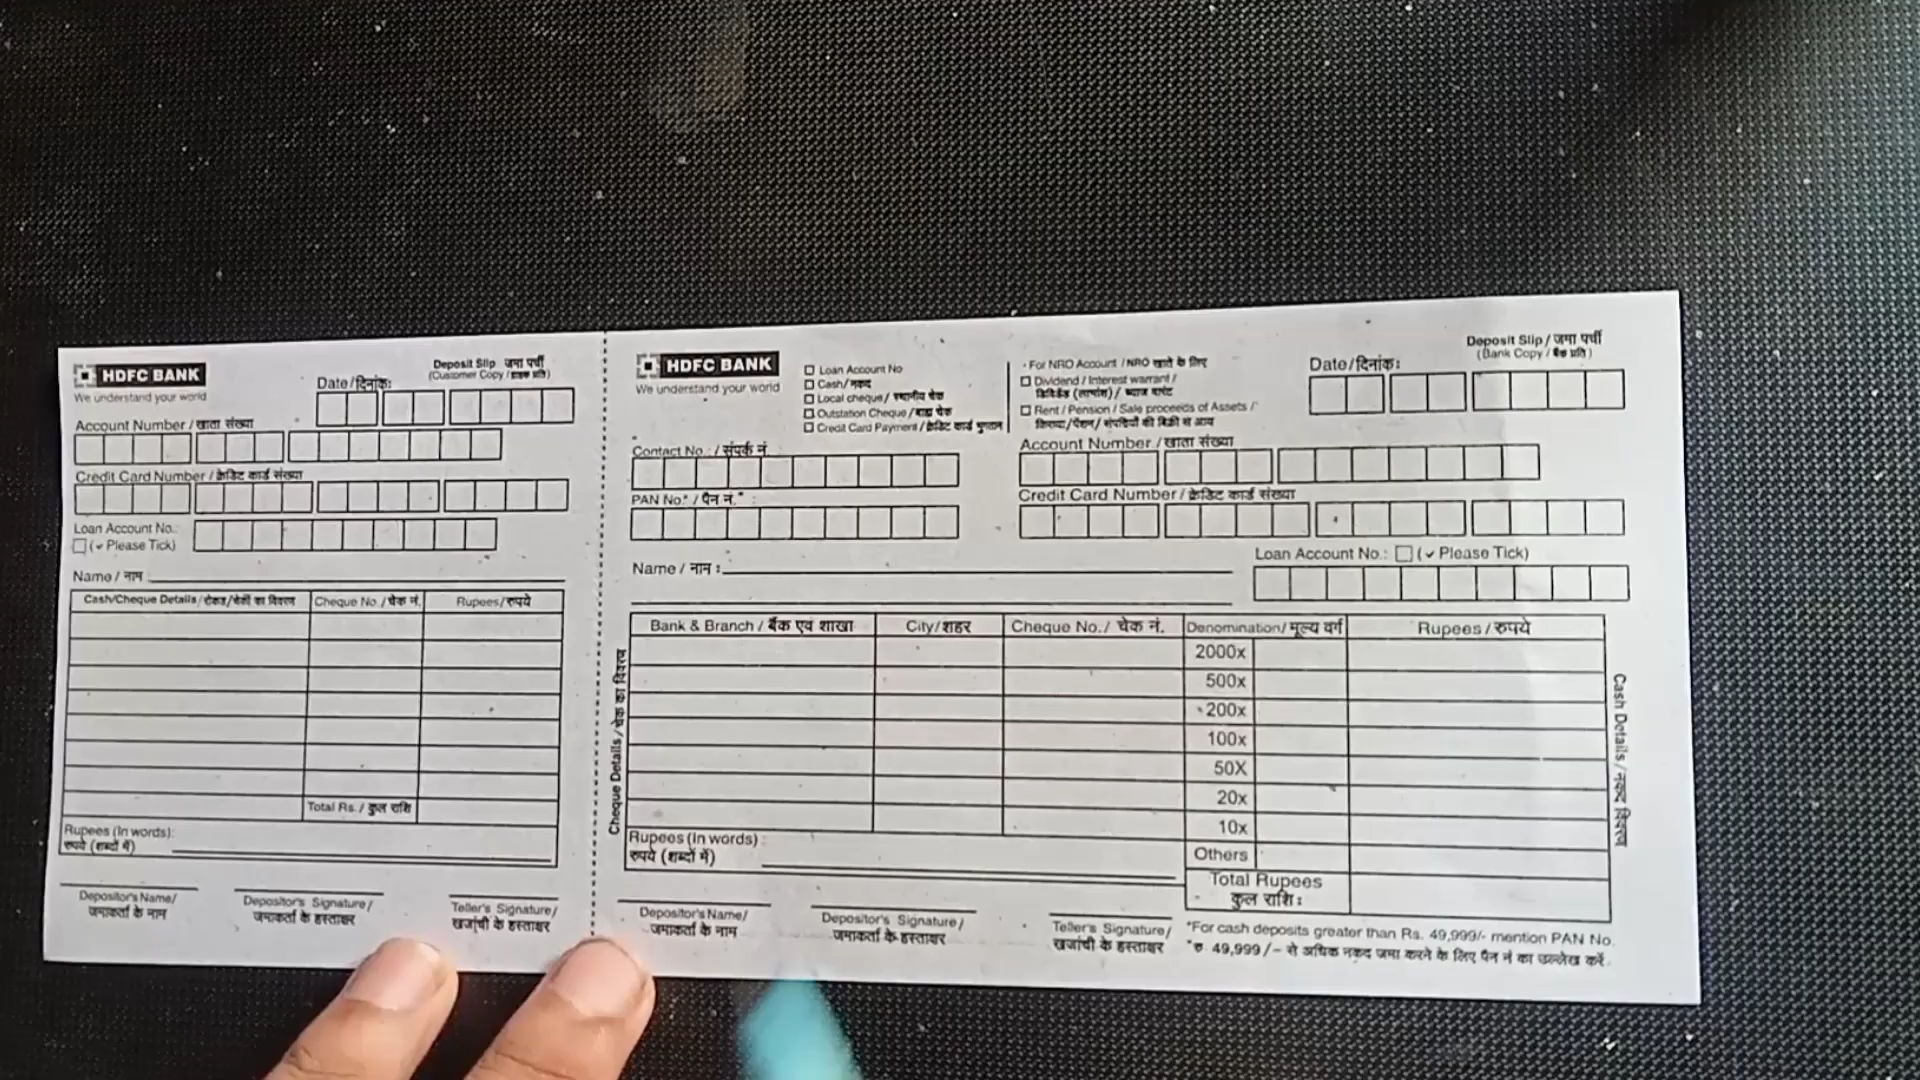 HDFC BANK
We understand your world
Deposit Slip जमा पर्ची
(Customer Copy / ग्राहक प्रति)
Date/दिनांक:
Account Number / खाता संख्या
Credit Card Number / क्रेडिट कार्ड संख्या
Loan Account No.:
(✓ Please Tick)
Name / नाम
Cash/Cheque Details/रोकड/चेकों का विवरण
Cheque No./चेक नं.
Rupees/रुपये
Total Rs./ कुल राशि
Rupees (In words):
रुपये (शब्दों में)
Depositor's Name/
जमाकर्ता के नाम
Depositor's Signature/
जमाकर्ता के हस्ताक्षर
Teller's Signature/
खजांची के हस्ताक्षर
HDFC BANK
We understand your world
Loan Account No
Cash/नकद
Local cheque/ स्थानीय चेक
Outstation Cheque/बाह्य चेक
Credit Card Payment/क्रेडिट कार्ड भुगतान
For NRO Account / NRO खाते के लिए
Dividend / Interest warrant /
डिविडेंड (लाभांश) / ब्याज वारंट
Rent / Pension / Sale proceeds of Assets /
किराया/पेंशन/ संपत्तियों की बिक्री से आय
Deposit Slip / जमा पर्ची
(Bank Copy / बैंक प्रति)
Date/दिनांक:
Contact No. / संपर्क नं
Account Number /खाता संख्या
PAN No.* / पैन नं.* :
Credit Card Number / क्रेडिट कार्ड संख्या
Name / नाम :
Loan Account No.: (✓ Please Tick)
Cheque Details/चेक का विवरण
Bank & Branch / बैंक एवं शाखा
City/शहर
Cheque No./ चेक नं.
Denomination/ मूल्य वर्ग
Rupees / रुपये
2000x
500x
200x
100x
50X
20x
10x
Others
Total Rupees
कुल राशि :
Cash Details/नकद विवरण
Rupees (In words) :
रुपये (शब्दों में)
Depositor's Name/
जमाकर्ता के नाम
Depositor's Signature/
जमाकर्ता के हस्ताक्षर
Teller's Signature/
खजांची के हस्ताक्षर
*For cash deposits greater than Rs. 49,999/- mention PAN No.
*रु 49,999/- से अधिक नकद जमा करने के लिए पैन नं का उल्लेख करें.